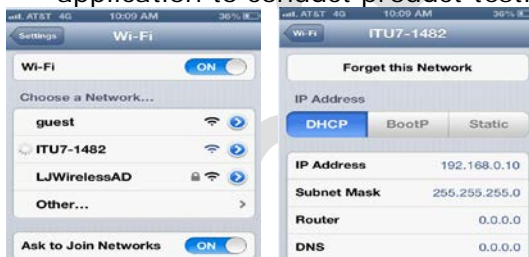 application to conduct product test
AT&T 4G 10:09 AM 36%
Settings Wi-Fi
Wi-Fi ON
Choose a Network...
guest
ITU7-1482
LJWirelessAD
Other...
Ask to Join Networks ON
AT&T 4G 10:09 AM 36%
Wi-Fi ITU7-1482
Forget this Network
IP Address
DHCP BootP Static
IP Address 192.168.0.10
Subnet Mask 255.255.255.0
Router 0.0.0.0
DNS 0.0.0.0